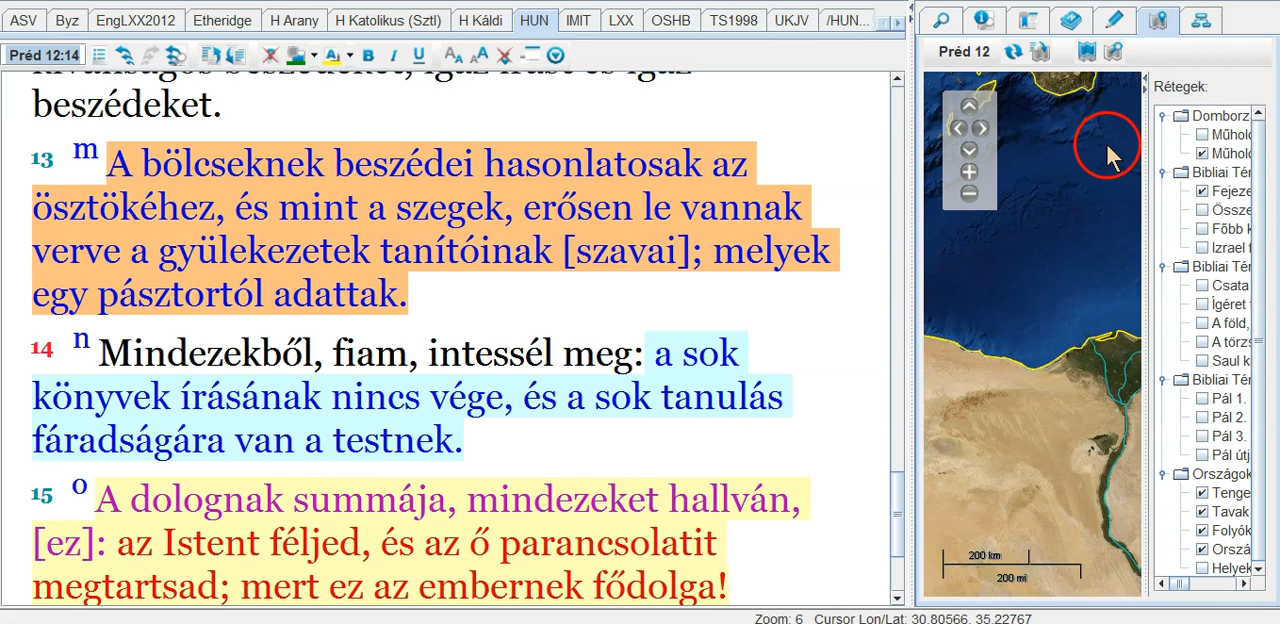 ASV Byz EngLXX2012 Etheridge H Arany H Katolikus (Sztl) H Káldi HUN IMIT LXX OSHB TS1998 UKJV /HUN...
Préd 12:14 B I U A A A A
beszédeket.
13 m A bölcseknek beszédei hasonlatosak az
ösztökéhez, és mint a szegek, erősen le vannak
verve a gyülekezetek tanítóinak [szavai]; melyek
egy pásztortól adattak.
14 n Mindezekből, fiam, intessél meg: a sok
könyvek írásának nincs vége, és a sok tanulás
fáradságára van a testnek.
15 o A dolognak summája, mindezeket hallván,
[ez]: az Istent féljed, és az ő parancsolatit
megtartsad; mert ez az embernek fődolga!
Préd 12
200 km
200 mi
Rétegek:
Domborz
Műhol
Műhol
Bibliai Tér
Fejeze
Össze
Főbb k
Izrael f
Bibliai Tér
Csata
Ígéret
A föld,
A törzs
Saul k
Bibliai Tér
Pál 1.
Pál 2.
Pál 3.
Pál útj
Országok
Tenge
Tavak
Folyók
Orszá
Helyek
Zoom: 6 Cursor Lon/Lat: 30.80566, 35.22767